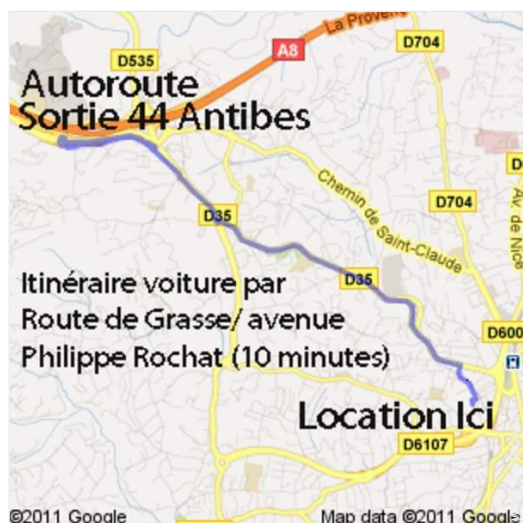 La Proven
D704
A8
D535
Autoroute
Sortie 44 Antibes
Chemin de Saint-Claude
D704
Av. de Nice
D35
D35
Itinéraire voiture par
Route de Grasse/ avenue
Philippe Rochat (10 minutes)
D600
Location Ici
D6107
©2011 Google
Map data ©2011 Google